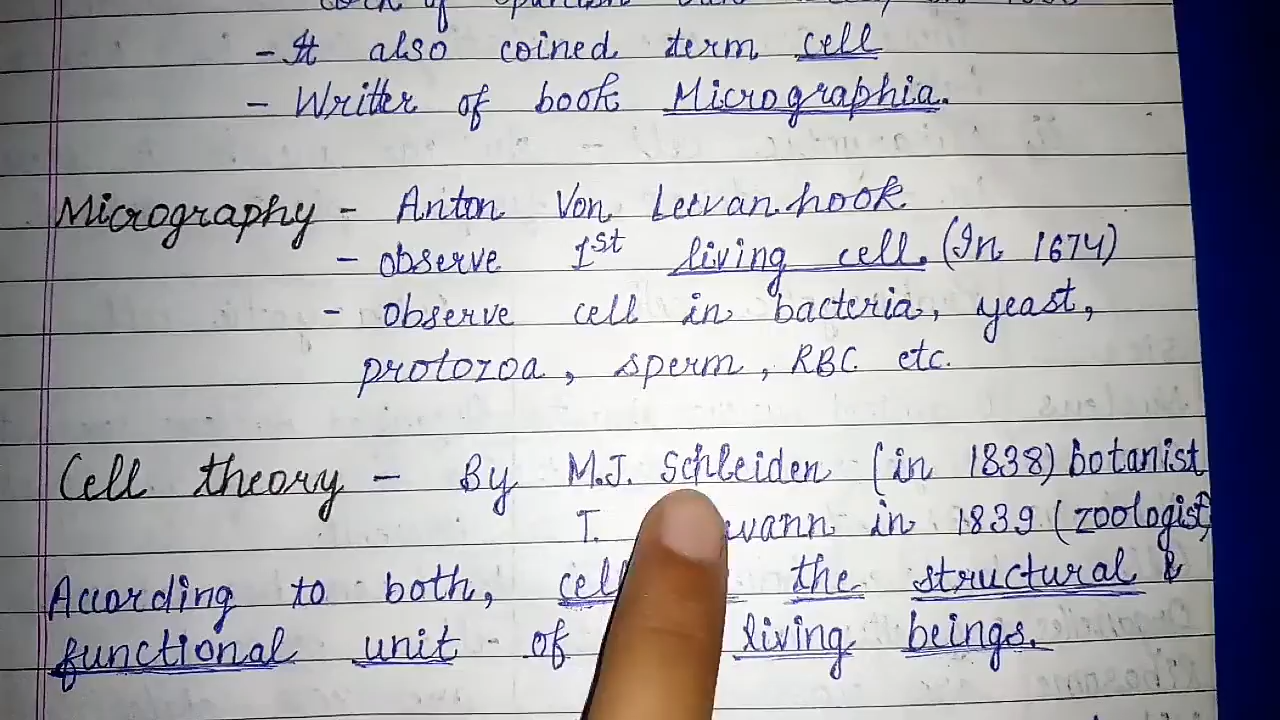 - It also coined term cell
- Writter of book Micrographia.
Micrography - Anton Von Leevanhook
- observe 1st living cell. (In 1674)
- observe cell in bacteria, yeast,
protozoa, sperm, RBC etc.
Cell theory - By M.J. Schleiden (in 1838) botanist
T. in 1839 (zoologist)
According to both, cell the structural &
functional unit of living beings.